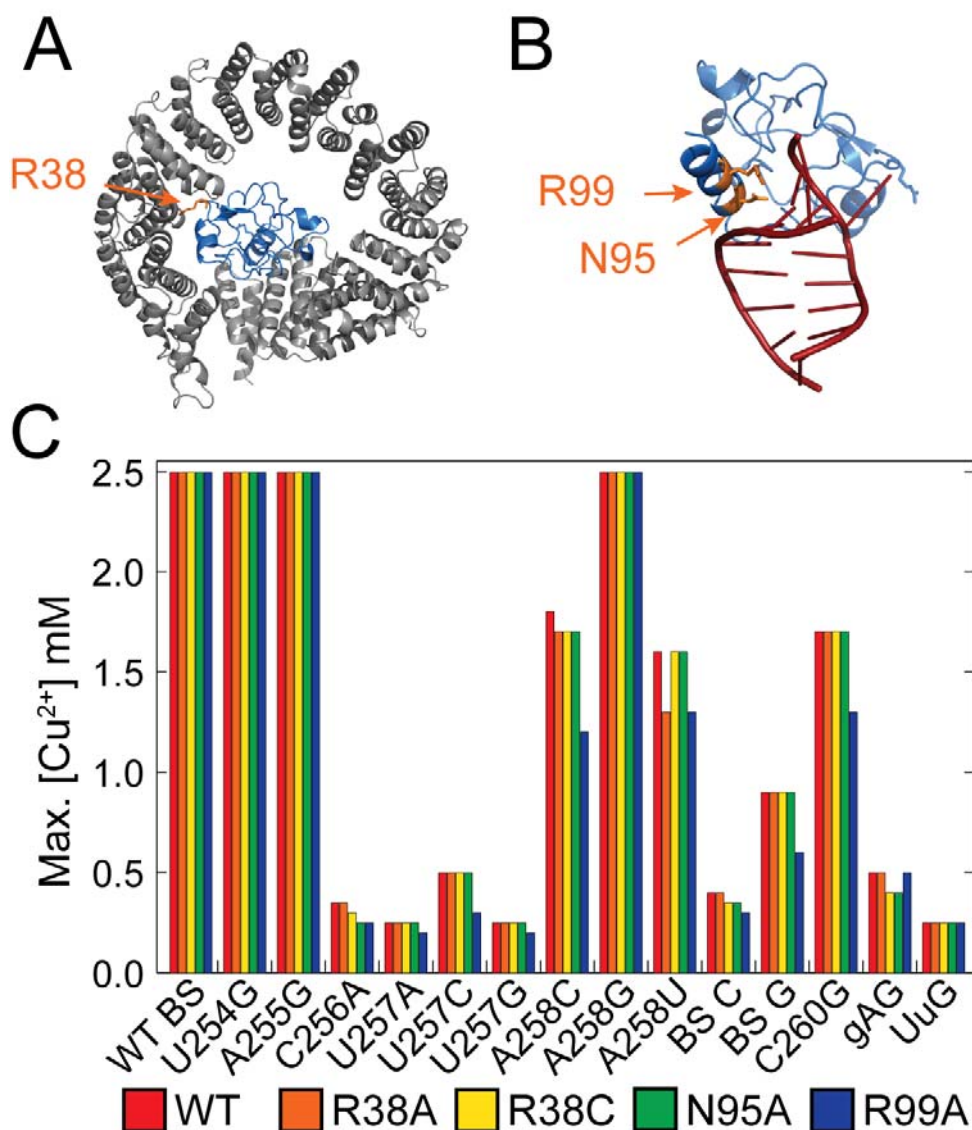 A
B
R38
R99
N95
C
Max. [Cu²⁺] mM
2.5
2.0
1.5
1.0
0.5
0.0
WT BS
U254G
A255G
C256A
U257A
U257C
U257G
A258C
A258G
A258U
BS C
BS G
C260G
gAG
UuG
WT
R38A
R38C
N95A
R99A